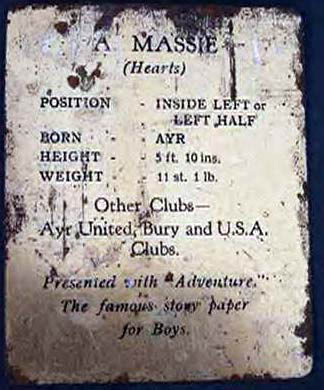 A. MASSIE
(Hearts)
POSITION - INSIDE LEFT or
LEFT HALF
BORN - - AYR
HEIGHT - - 5 ft. 10 ins.
WEIGHT - - 11 st. 1 lb.
Other Clubs—
Ayr United, Bury and U.S.A.
Clubs.
Presented with "Adventure."
The famous story paper
for Boys.